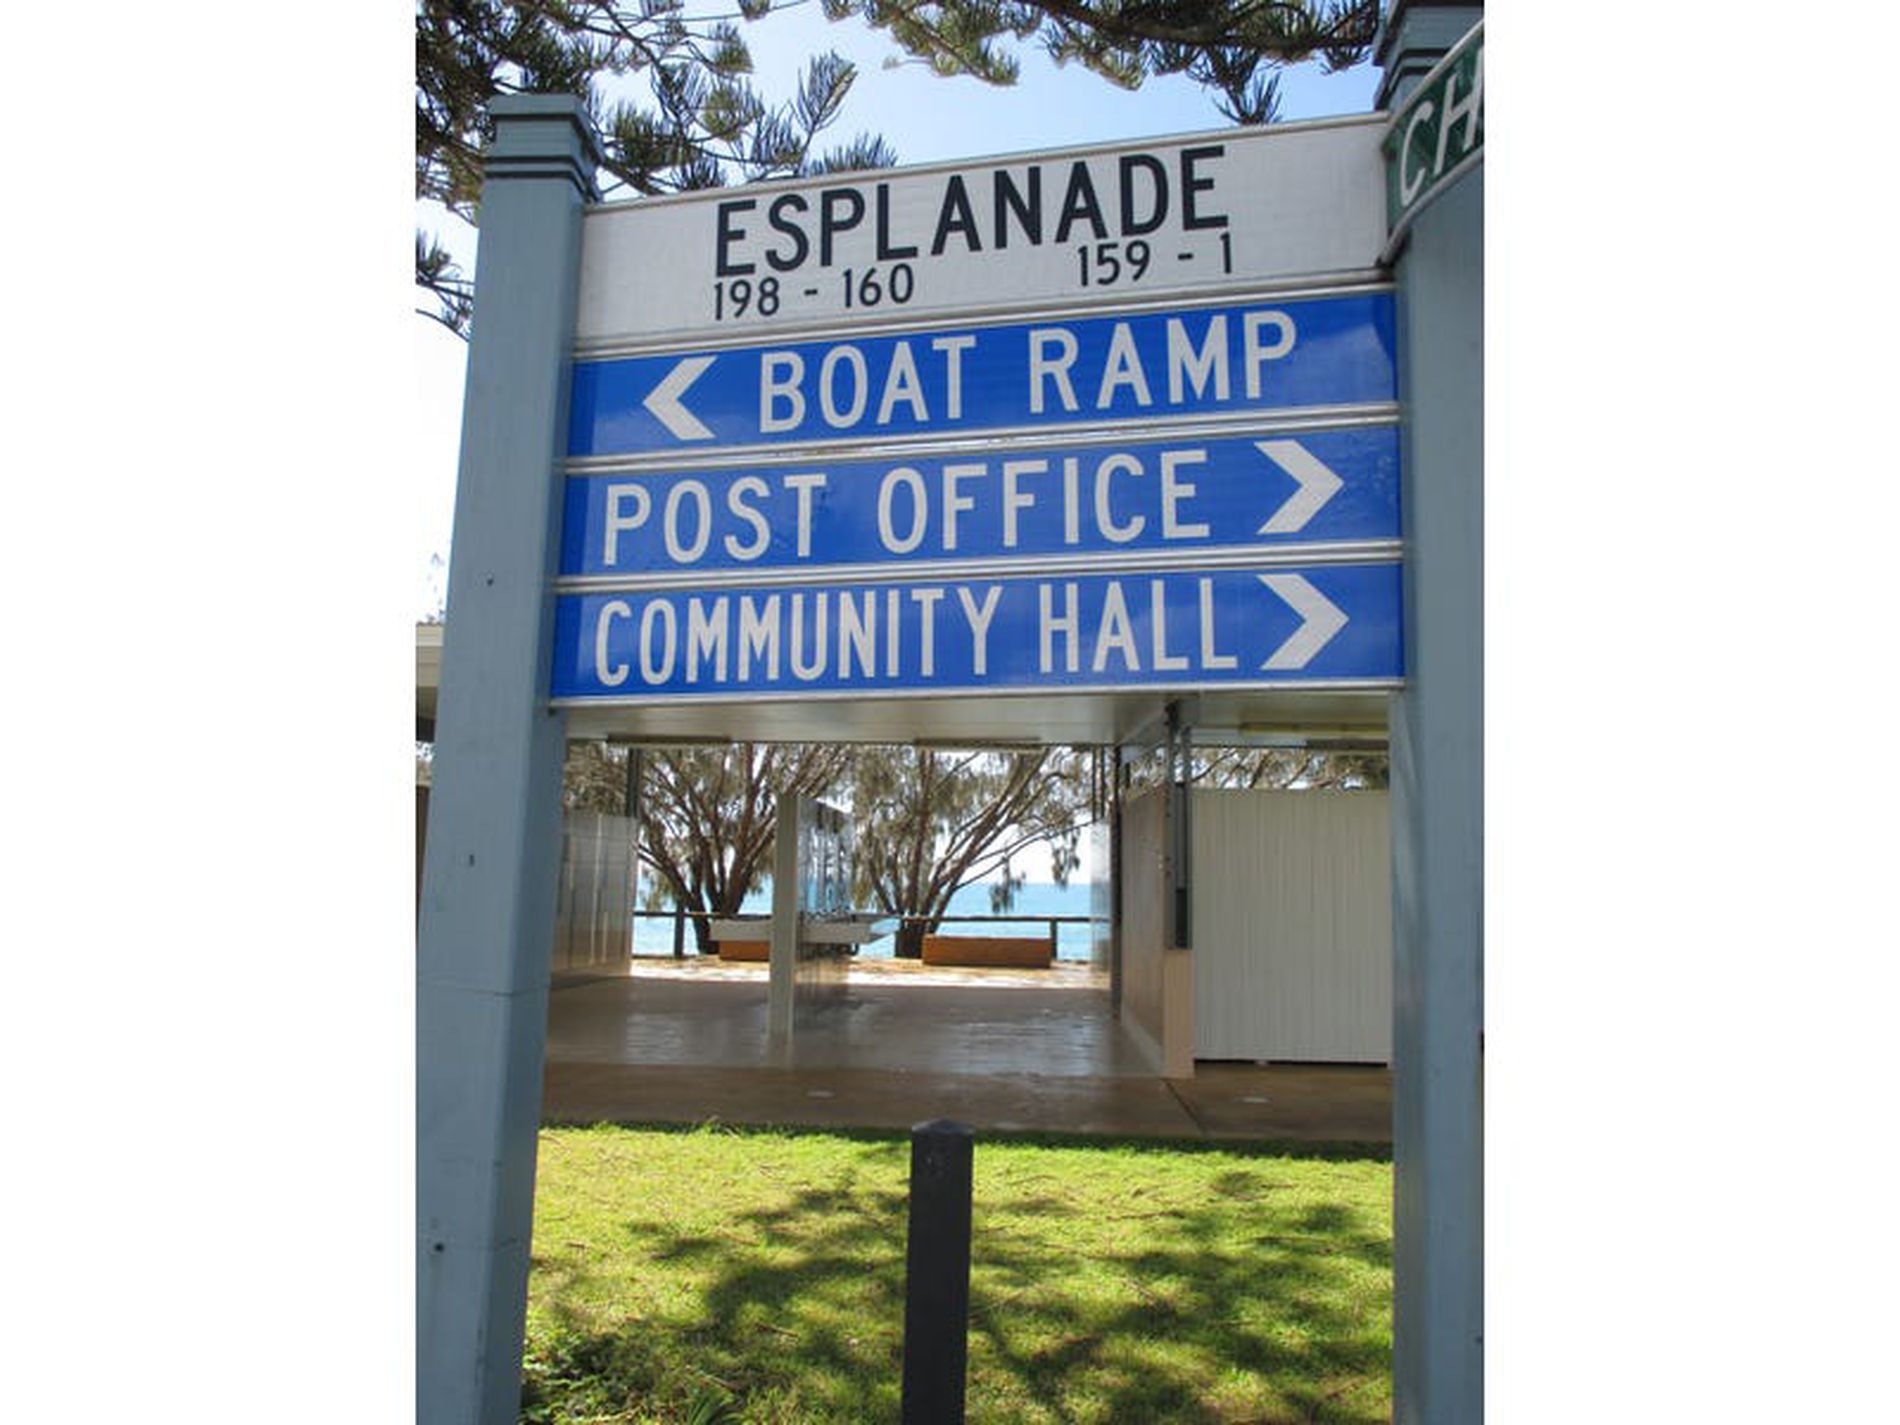 ESPLANADE
198 - 160 159 - 1
BOAT RAMP
POST OFFICE
COMMUNITY HALL